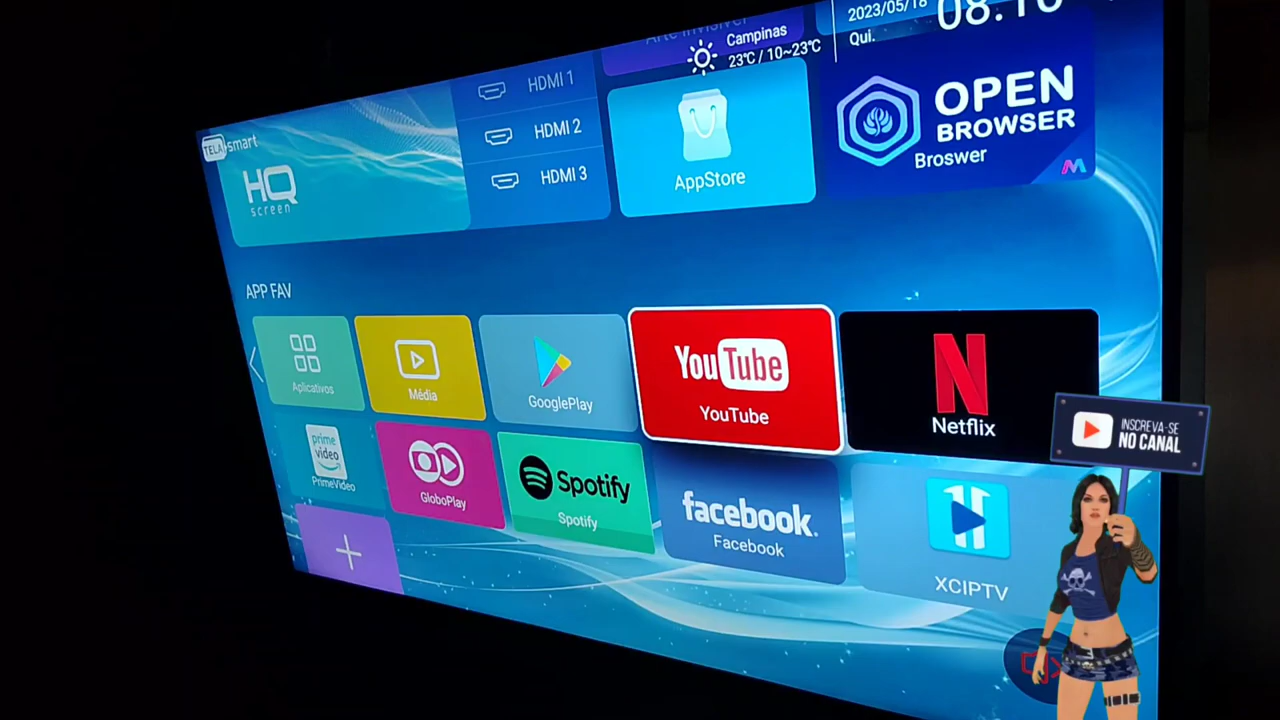 Campinas
23℃ / 10~23℃
2023/05/18
Qui.
08:10
TELA smart
HQ
screen
HDMI 1
HDMI 2
HDMI 3
AppStore
OPEN
BROWSER
Broswer
APP FAV
Aplicativos
Média
GooglePlay
YouTube
YouTube
Netflix
prime
video
PrimeVideo
GloboPlay
Spotify
Spotify
facebook.
Facebook
XCIPTV
INSCREVA-SE
NO CANAL